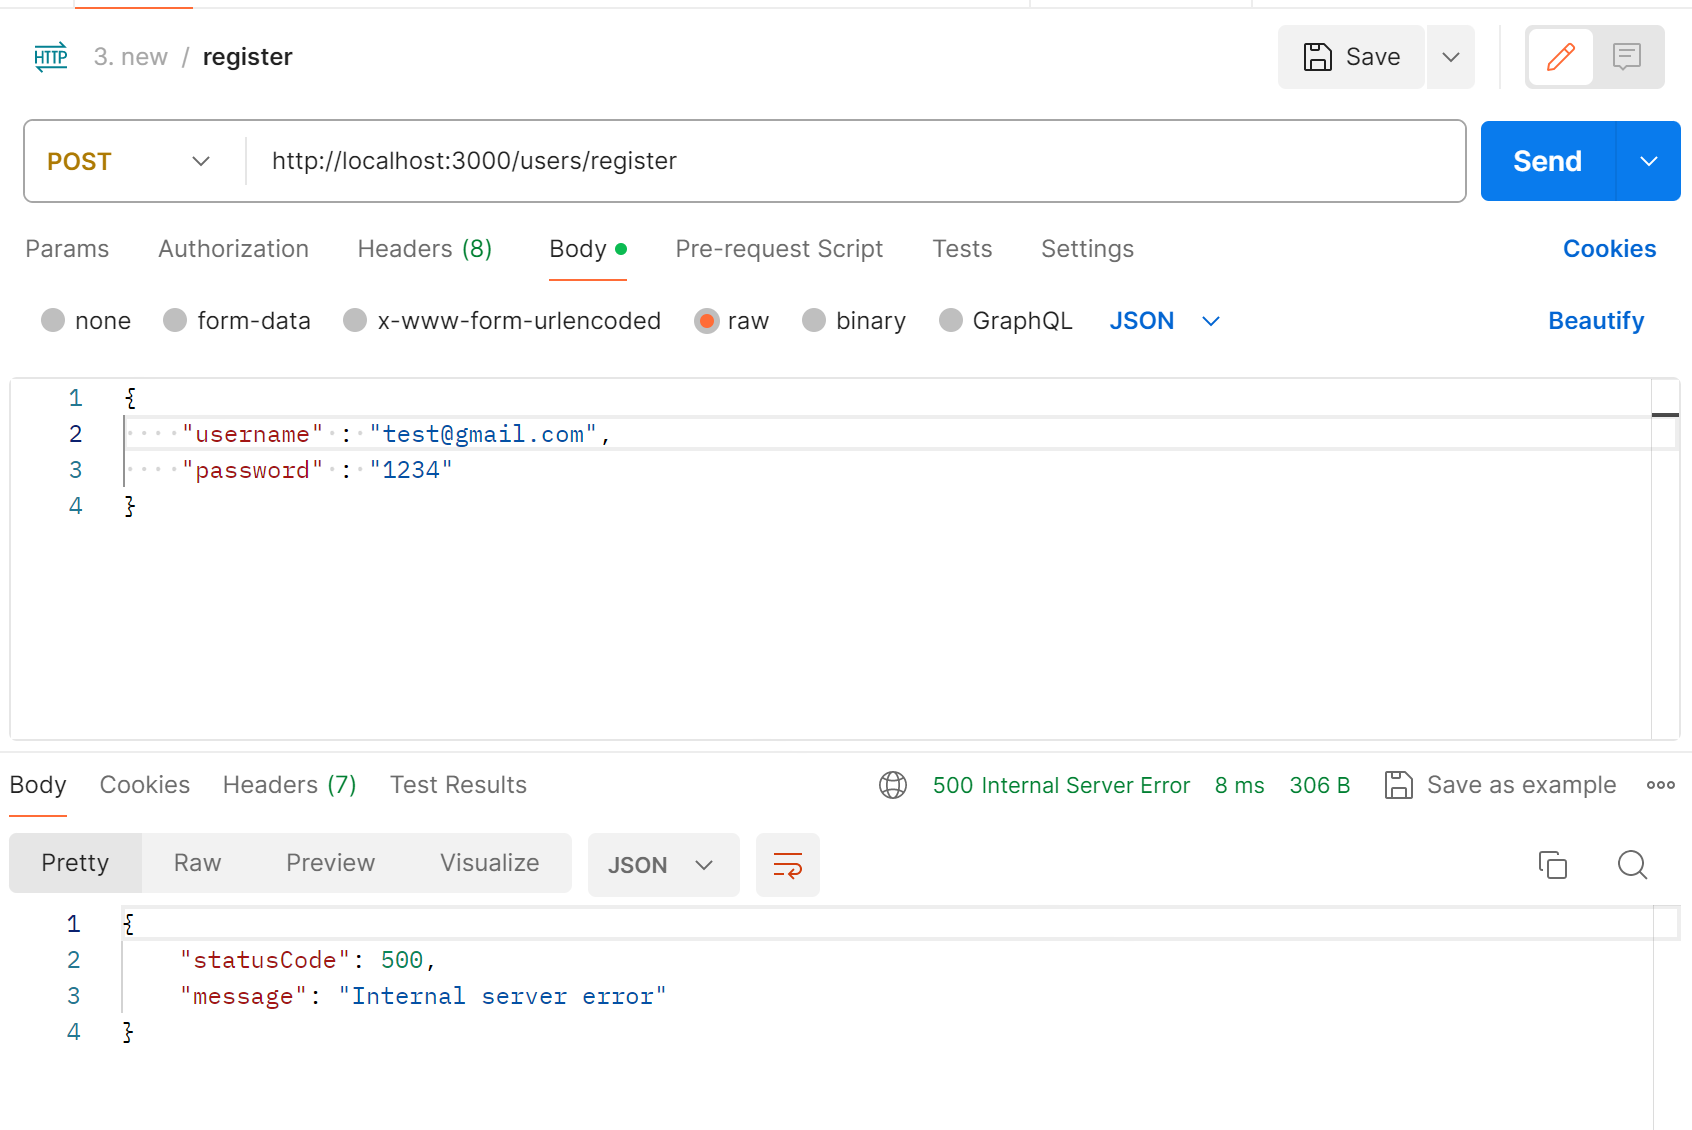 HTTP 3. new / register Save
POST http://localhost:3000/users/register Send
Params Authorization Headers (8) Body Pre-request Script Tests Settings Cookies
none form-data x-www-form-urlencoded raw binary GraphQL JSON Beautify
1 {
2 "username" : "test@gmail.com",
3 "password" : "1234"
4 }
Body Cookies Headers (7) Test Results 500 Internal Server Error 8 ms 306 B Save as example
Pretty Raw Preview Visualize JSON
1 {
2 "statusCode": 500,
3 "message": "Internal server error"
4 }